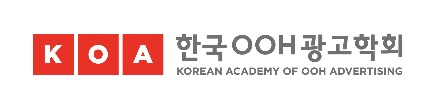 KOA 한국OOH광고학회
KOREAN ACADEMY OF OOH ADVERTISING